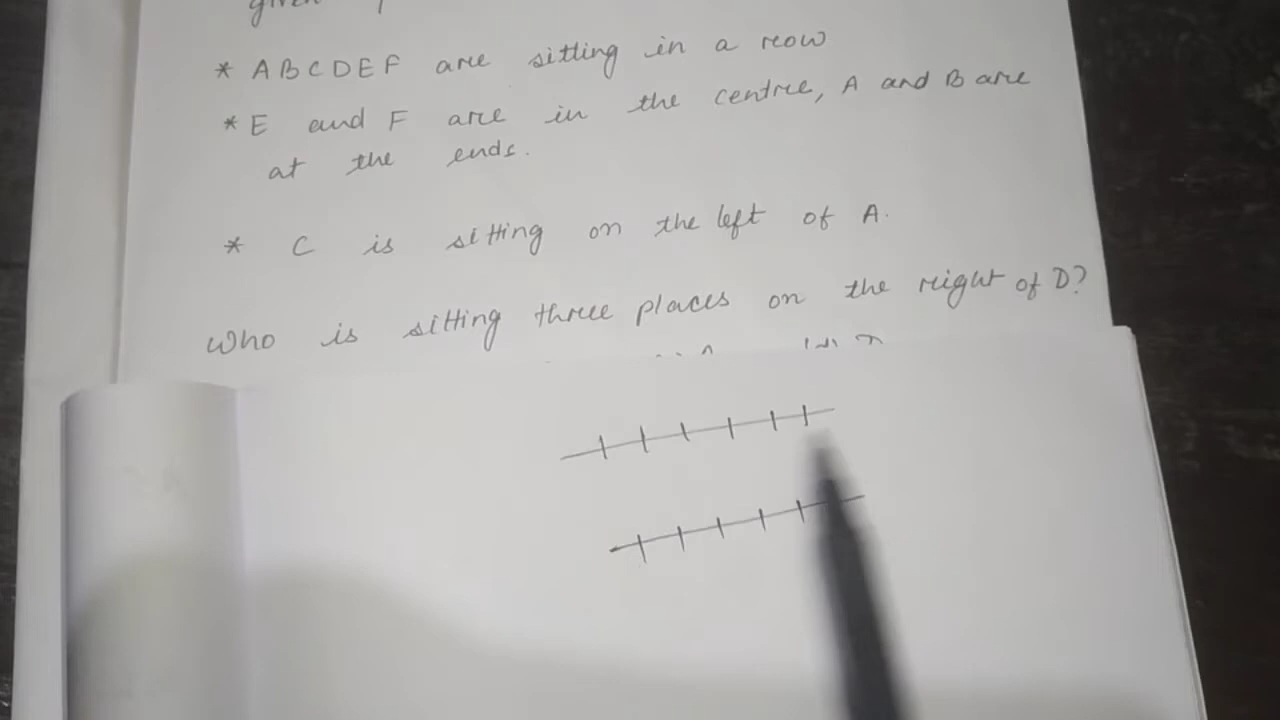 given
* A B C D E F are sitting in a row
* E and F are in the centre, A and B are
at the ends.
* C is sitting on the left of A.
Who is sitting three places on the right of D?